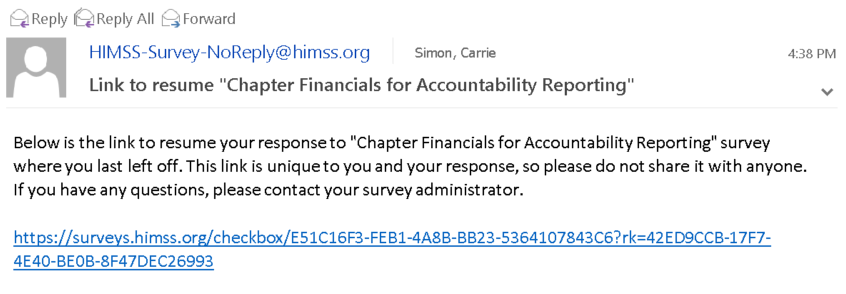 Reply Reply All Forward
HIMSS-Survey-NoReply@himss.org Simon, Carrie 4:38 PM
Link to resume "Chapter Financials for Accountability Reporting"
Below is the link to resume your response to "Chapter Financials for Accountability Reporting" survey
where you last left off. This link is unique to you and your response, so please do not share it with anyone.
If you have any questions, please contact your survey administrator.
https://surveys.himss.org/checkbox/E51C16F3-FEB1-4A8B-BB23-5364107843C6?rk=42ED9CCB-17F7-
4E40-BE0B-8F47DEC26993